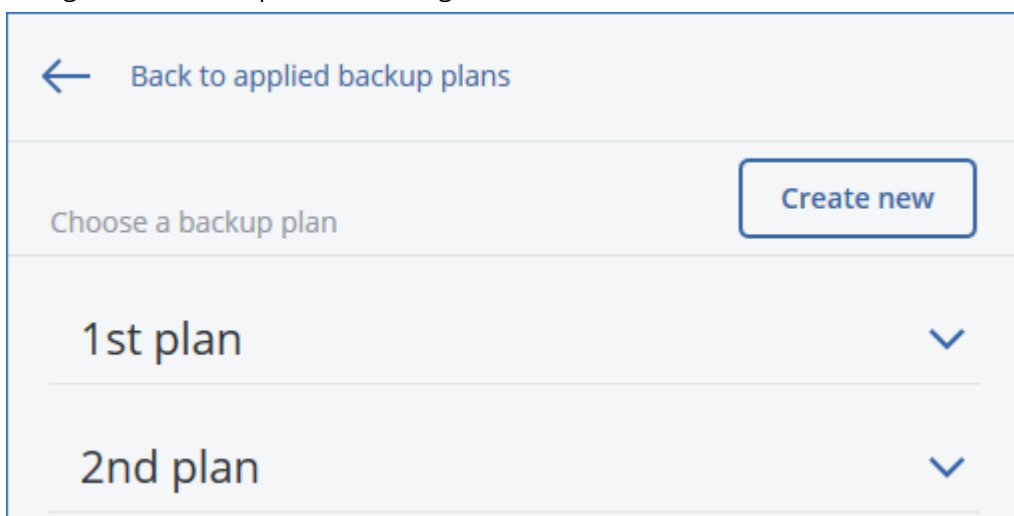 Back to applied backup plans
Create new
Choose a backup plan
1st plan
2nd plan